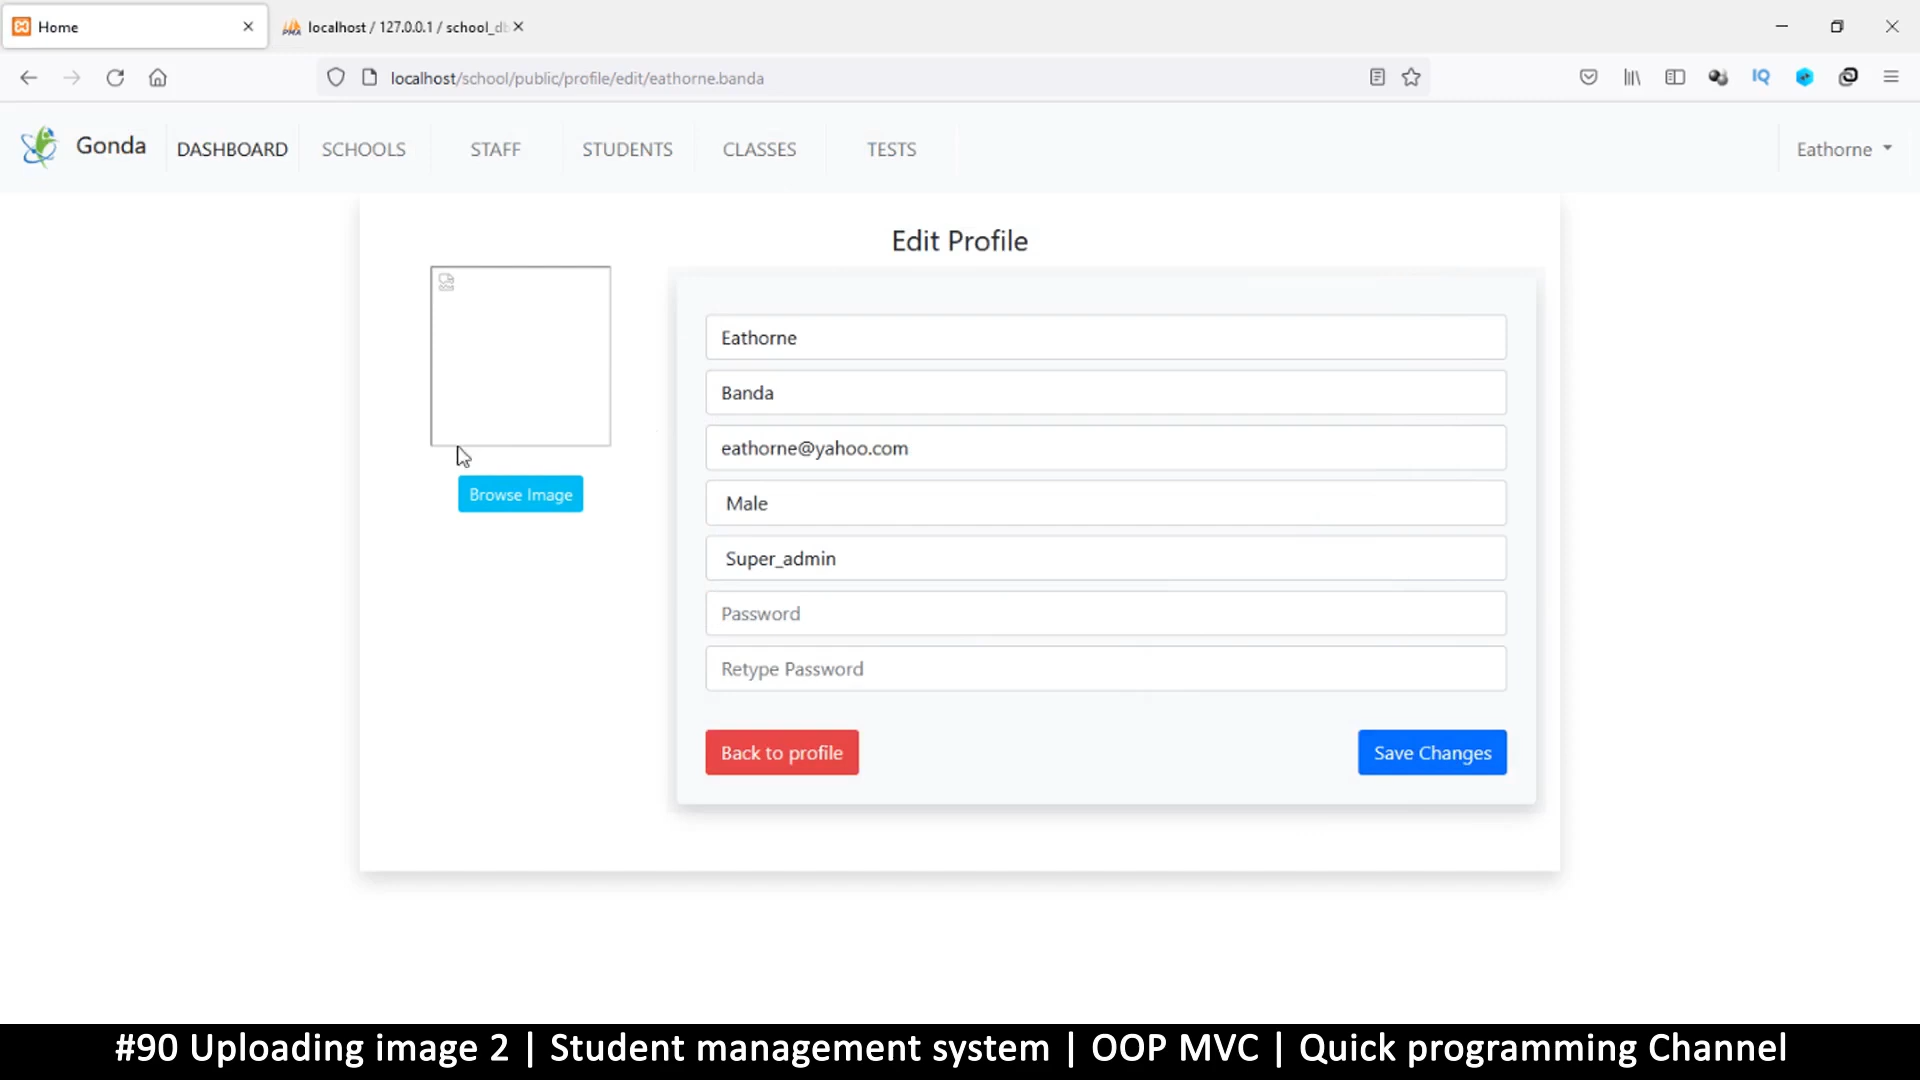 Home
localhost / 127.0.0.1 / school_db
localhost/school/public/profile/edit/eathorne.banda
IQ
Gonda
DASHBOARD
SCHOOLS
STAFF
STUDENTS
CLASSES
TESTS
Eathorne
Edit Profile
Browse Image
Eathorne
Banda
eathorne@yahoo.com
Male
Super_admin
Password
Retype Password
Back to profile
Save Changes
#90 Uploading image 2 | Student management system | OOP MVC | Quick programming Channel